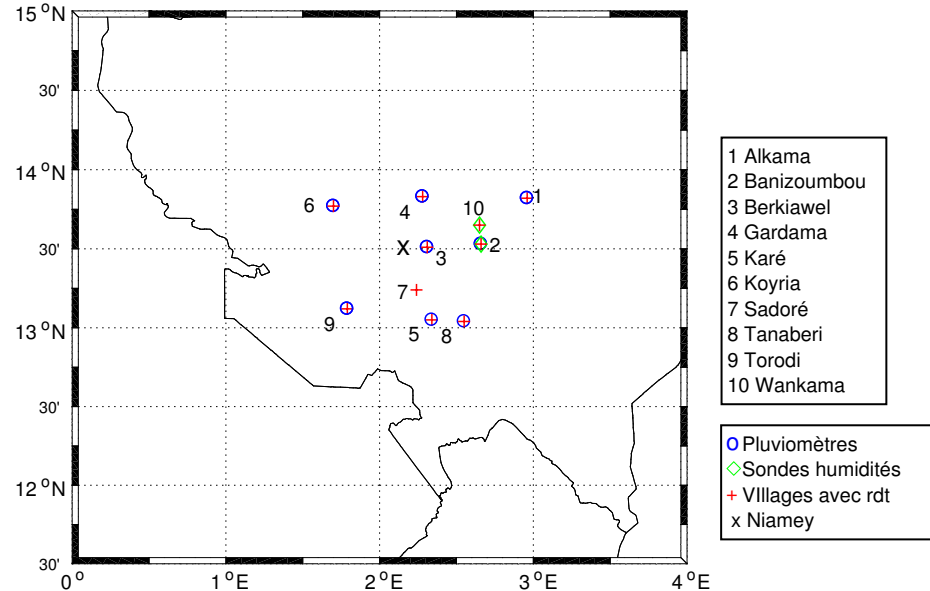 15°N
30'
14°N
30'
13°N
30'
12°N
30'
0°
1°E
2°E
3°E
4°E
6
4
10
1
X
3
2
7
9
5
8
1 Alkama
2 Banizoumbou
3 Berkiawel
4 Gardama
5 Karé
6 Koyria
7 Sadoré
8 Tanaberi
9 Torodi
10 Wankama
Pluviomètres
Sondes humidités
VIllages avec rdt
x Niamey